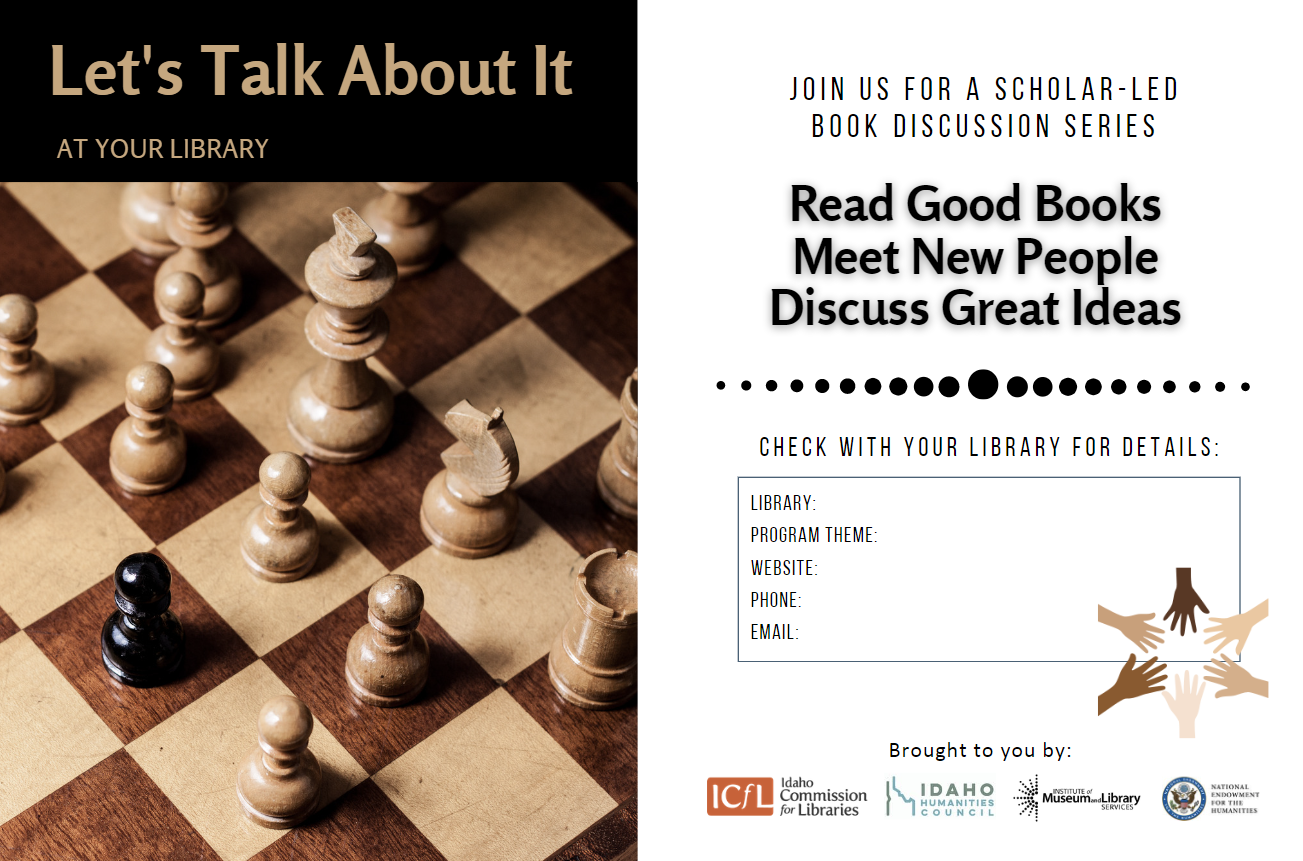 Let's Talk About It
AT YOUR LIBRARY
JOIN US FOR A SCHOLAR-LED
BOOK DISCUSSION SERIES
Read Good Books
Meet New People
Discuss Great Ideas
CHECK WITH YOUR LIBRARY FOR DETAILS:
LIBRARY:
PROGRAM THEME:
WEBSITE:
PHONE:
EMAIL:
Brought to you by:
ICfL
Idaho
Commission
for Libraries
IDAHO
HUMANITIES
COUNCIL
INSTITUTE of
Museum and Library
SERVICES
NATIONAL
ENDOWMENT
FOR THE
HUMANITIES